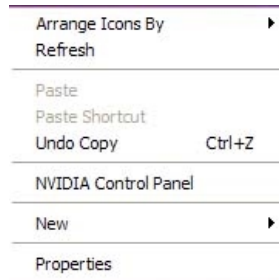 Arrange Icons By
Refresh
Paste
Paste Shortcut
Undo Copy Ctrl+Z
NVIDIA Control Panel
New
Properties